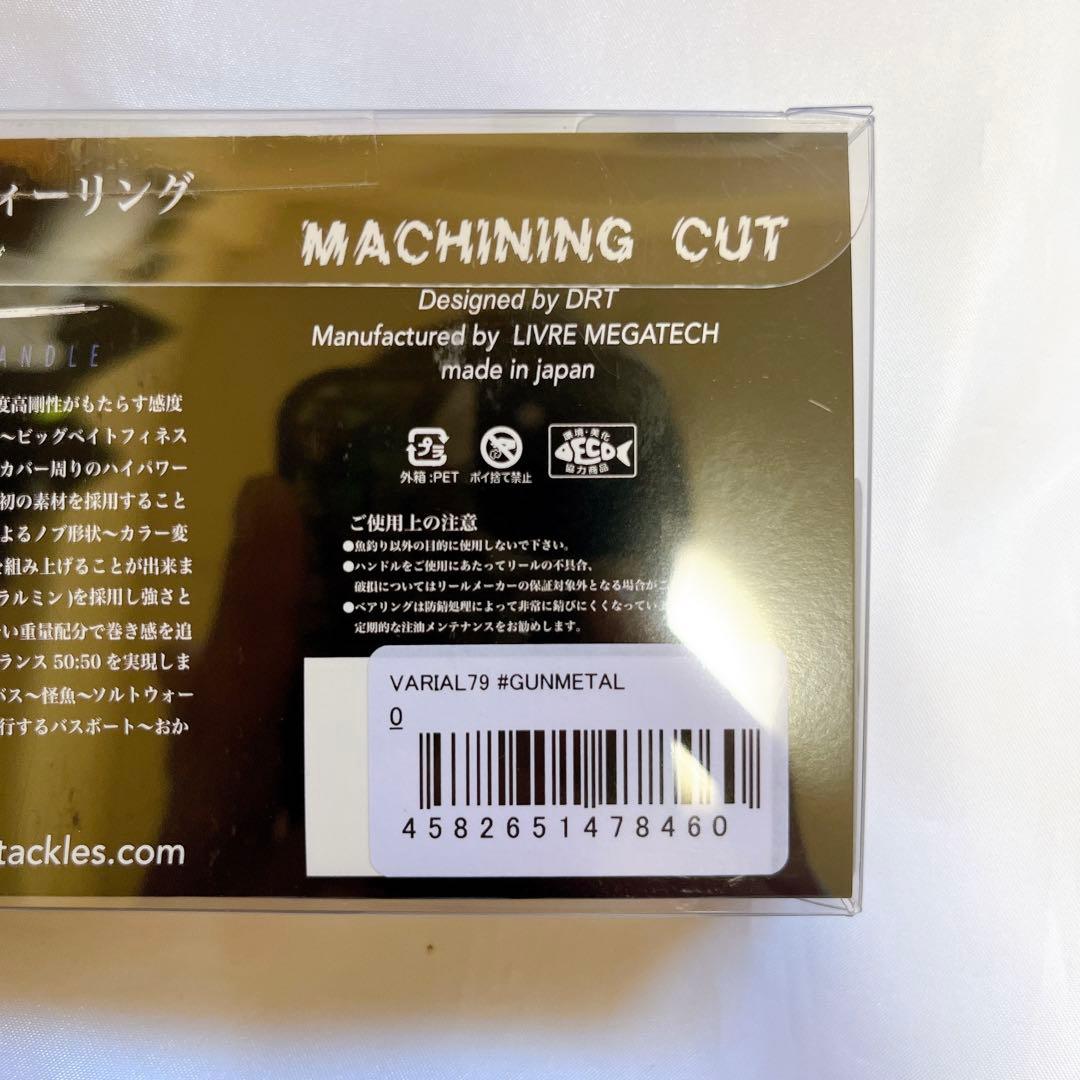 ィーリング
ANDLE
度高剛性がもたらす感度
～ビッグベイトフィネス
カバー周りのハイパワー
初の素材を採用すること
よるノブ形状～カラー変
を組み上げることが出来ま
ラルミン)を採用し強さと
い重量配分で巻き感を追
ランス 50:50 を実現しま
バス～怪魚～ソルトウォー
行するバスボート～おか
tackles.com
MACHINING CUT
Designed by DRT
Manufactured by LIVRE MEGATECH
made in japan
プラ
外箱:PET
ポイ捨て禁止
環境・美化
ECO
協力商品
ご使用上の注意
●魚釣り以外の目的に使用しないで下さい。
●ハンドルをご使用にあたってリールの不具合、
破損についてはリールメーカーの保証対象外となる場合がご
●ベアリングは防錆処理によって非常に錆びにくくなっていま
定期的な注油メンテナンスをお勧めします。
VARIAL79 #GUNMETAL
0
4582651478460